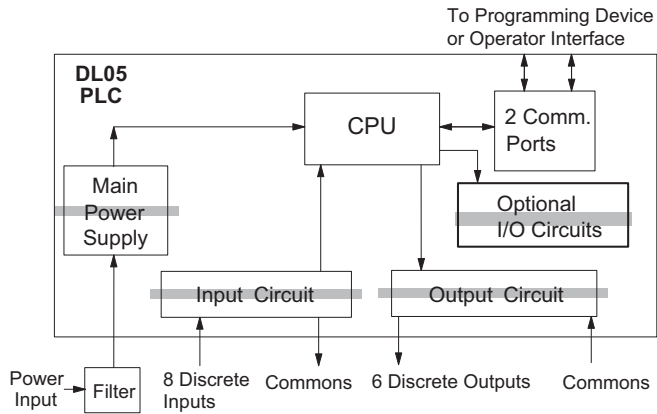 To Programming Device
or Operator Interface
DL05
PLC
CPU
2 Comm.
Ports
Main
Power
Supply
Optional
I/O Circuits
Input Circuit
Output Circuit
Power
Input
Filter
8 Discrete
Inputs
Commons
6 Discrete Outputs
Commons